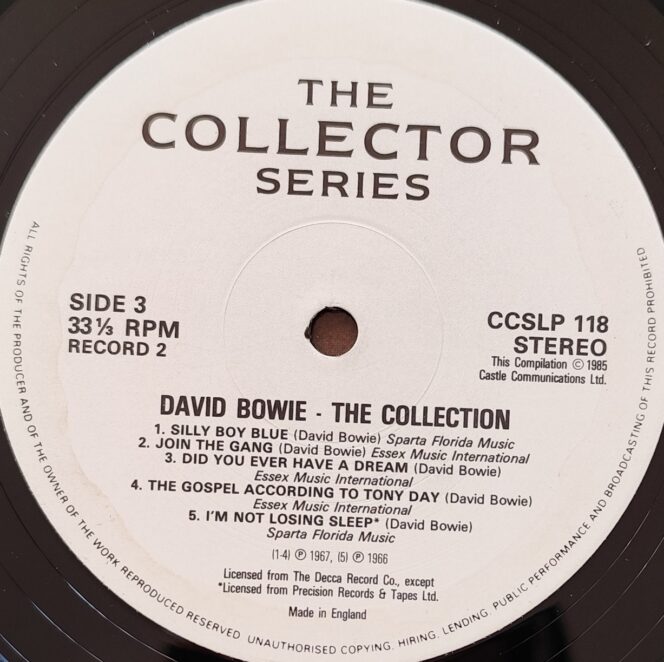 THE
COLLECTOR
SERIES
SIDE 3
33⅓ RPM
RECORD 2
CCSLP 118
STEREO
This Compilation © 1985
Castle Communications Ltd.
DAVID BOWIE - THE COLLECTION
1. SILLY BOY BLUE (David Bowie) Sparta Florida Music
2. JOIN THE GANG (David Bowie) Essex Music International
3. DID YOU EVER HAVE A DREAM (David Bowie)
Essex Music International
4. THE GOSPEL ACCORDING TO TONY DAY (David Bowie)
Essex Music International
5. I'M NOT LOSING SLEEP* (David Bowie)
Sparta Florida Music
(1-4) ℗ 1967, (5) ℗ 1966
Licensed from The Decca Record Co., except
*Licensed from Precision Records & Tapes Ltd.
Made in England
ALL RIGHTS OF THE PRODUCER AND OF THE OWNER OF THE WORK REPRODUCED RESERVED UNAUTHORISED COPYING, HIRING, LENDING, PUBLIC PERFORMANCE AND BROADCASTING OF THIS RECORD PROHIBITED